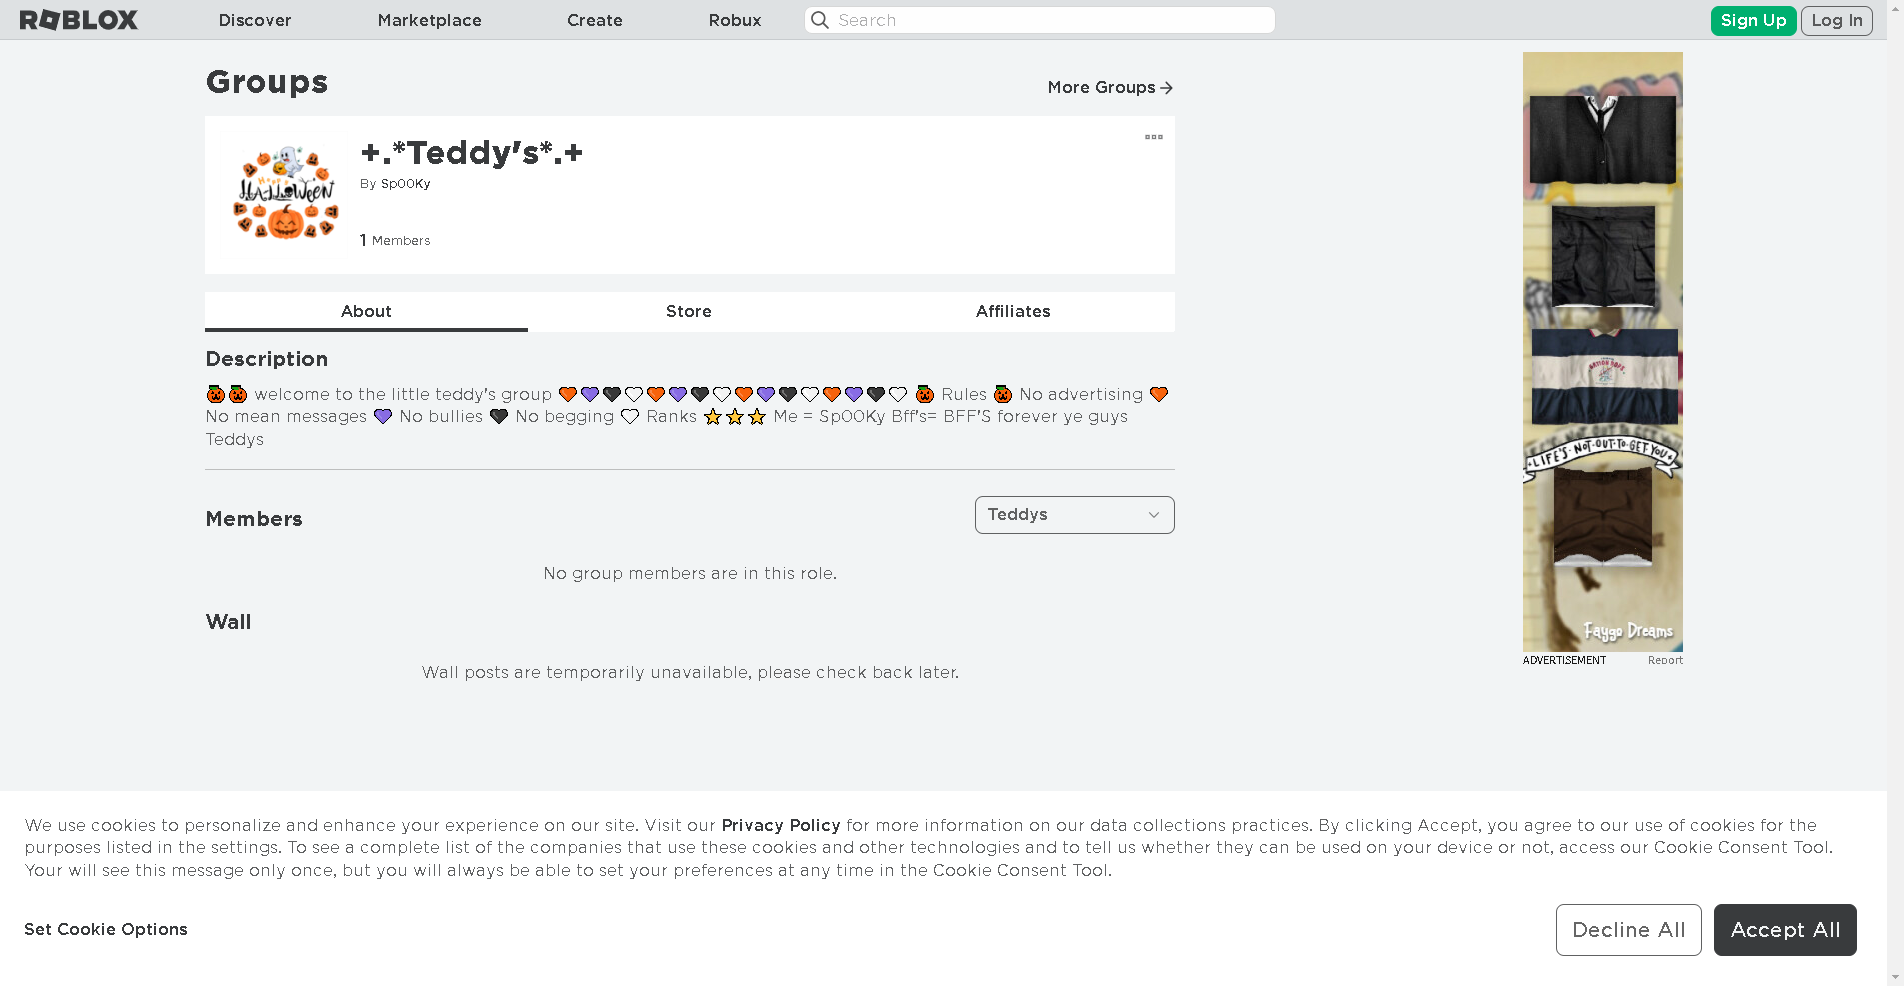 ROBLOX Discover Marketplace Create Robux Search Sign Up Log In
Groups
More Groups
+.*Teddy's*.+
By Sp00Ky
Happy
HALLOWEEN
1 Members
About Store Affiliates
Description
🎃🎃 welcome to the little teddy's group 🧡💜🖤🤍🧡💜🖤🤍🧡💜🖤🤍🧡💜🖤🤍 🎃 Rules 🎃 No advertising 🧡
No mean messages 💜 No bullies 🖤 No begging 🤍 Ranks ⭐⭐⭐ Me = Sp00Ky Bff's= BFF'S forever ye guys
Teddys
Members
Teddys
No group members are in this role.
Wall
Wall posts are temporarily unavailable, please check back later.
LIFE'S NOT OUT TO GET YOU
Faygo Dreams
ADVERTISEMENT Report
We use cookies to personalize and enhance your experience on our site. Visit our Privacy Policy for more information on our data collections practices. By clicking Accept, you agree to our use of cookies for the
purposes listed in the settings. To see a complete list of the companies that use these cookies and other technologies and to tell us whether they can be used on your device or not, access our Cookie Consent Tool.
Your will see this message only once, but you will always be able to set your preferences at any time in the Cookie Consent Tool.
Set Cookie Options
Decline All
Accept All